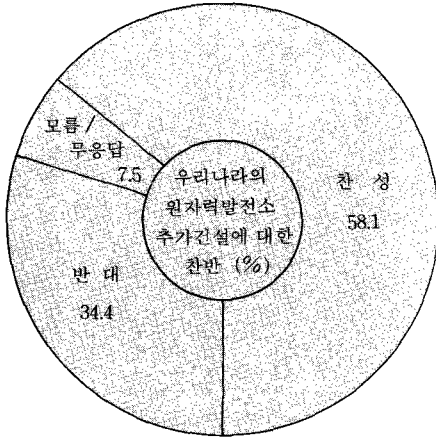 우리나라의
원자력발전소
추가건설에 대한
찬반 (%)
찬 성
58.1
반 대
34.4
모름 /
무응답
7.5